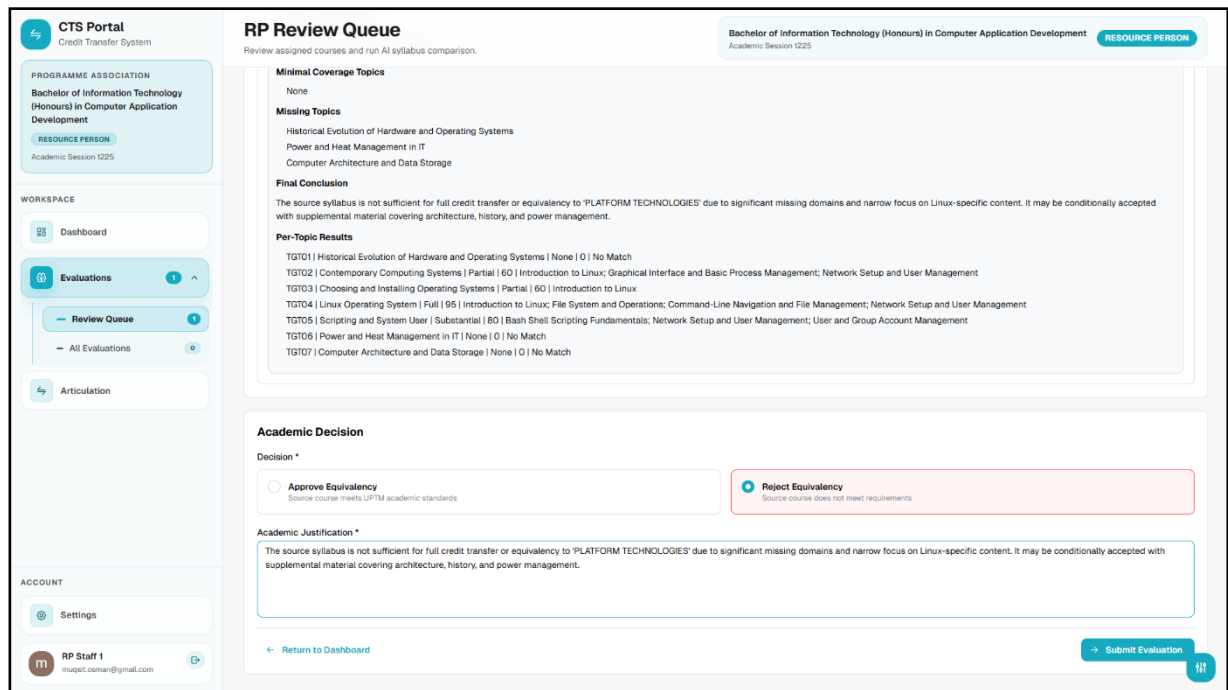 CTS Portal
Credit Transfer System
PROGRAMME ASSOCIATION
Bachelor of Information Technology
(Honours) in Computer Application
Development
RESOURCE PERSON
Academic Session 1225
WORKSPACE
Dashboard
Evaluations 1
Review Queue 1
All Evaluations 0
Articulation
ACCOUNT
Settings
m
RP Staff 1
muqsit.osman@gmail.com
RP Review Queue
Review assigned courses and run AI syllabus comparison.
Bachelor of Information Technology (Honours) in Computer Application Development
Academic Session 1225
RESOURCE PERSON
Minimal Coverage Topics
None
Missing Topics
Historical Evolution of Hardware and Operating Systems
Power and Heat Management in IT
Computer Architecture and Data Storage
Final Conclusion
The source syllabus is not sufficient for full credit transfer or equivalency to 'PLATFORM TECHNOLOGIES' due to significant missing domains and narrow focus on Linux-specific content. It may be conditionally accepted
with supplemental material covering architecture, history, and power management.
Per-Topic Results
TGT01 | Historical Evolution of Hardware and Operating Systems | None | 0 | No Match
TGT02 | Contemporary Computing Systems | Partial | 60 | Introduction to Linux; Graphical Interface and Basic Process Management; Network Setup and User Management
TGT03 | Choosing and Installing Operating Systems | Partial | 60 | Introduction to Linux
TGT04 | Linux Operating System | Full | 95 | Introduction to Linux; File System and Operations; Command-Line Navigation and File Management; Network Setup and User Management
TGT05 | Scripting and System User | Substantial | 80 | Bash Shell Scripting Fundamentals; Network Setup and User Management; User and Group Account Management
TGT06 | Power and Heat Management in IT | None | 0 | No Match
TGT07 | Computer Architecture and Data Storage | None | 0 | No Match
Academic Decision
Decision *
Approve Equivalency
Source course meets UPTM academic standards
Reject Equivalency
Source course does not meet requirements
Academic Justification *
The source syllabus is not sufficient for full credit transfer or equivalency to 'PLATFORM TECHNOLOGIES' due to significant missing domains and narrow focus on Linux-specific content. It may be conditionally accepted with
supplemental material covering architecture, history, and power management.
← Return to Dashboard
→ Submit Evaluation